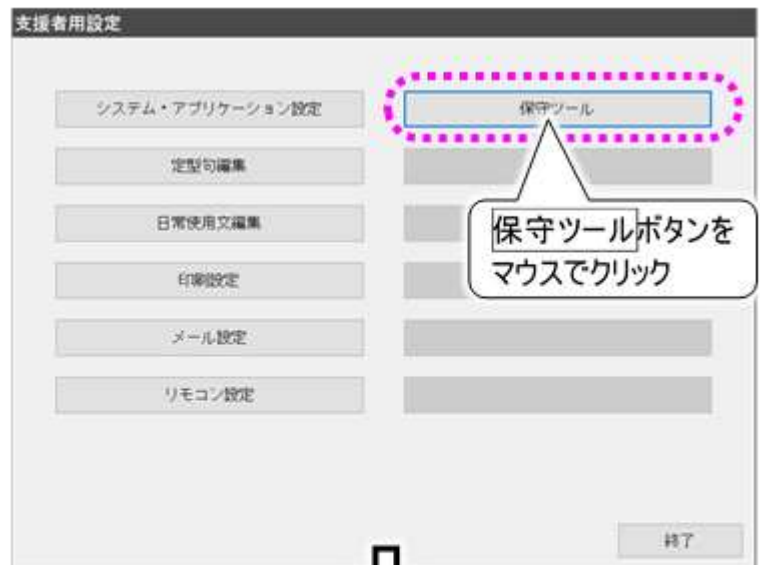 支援者用設定
システム・アプリケーション設定
保守ツール
定型句編集
日常使用文編集
印刷設定
メール設定
リモコン設定
保守ツールボタンを
マウスでクリック
終了